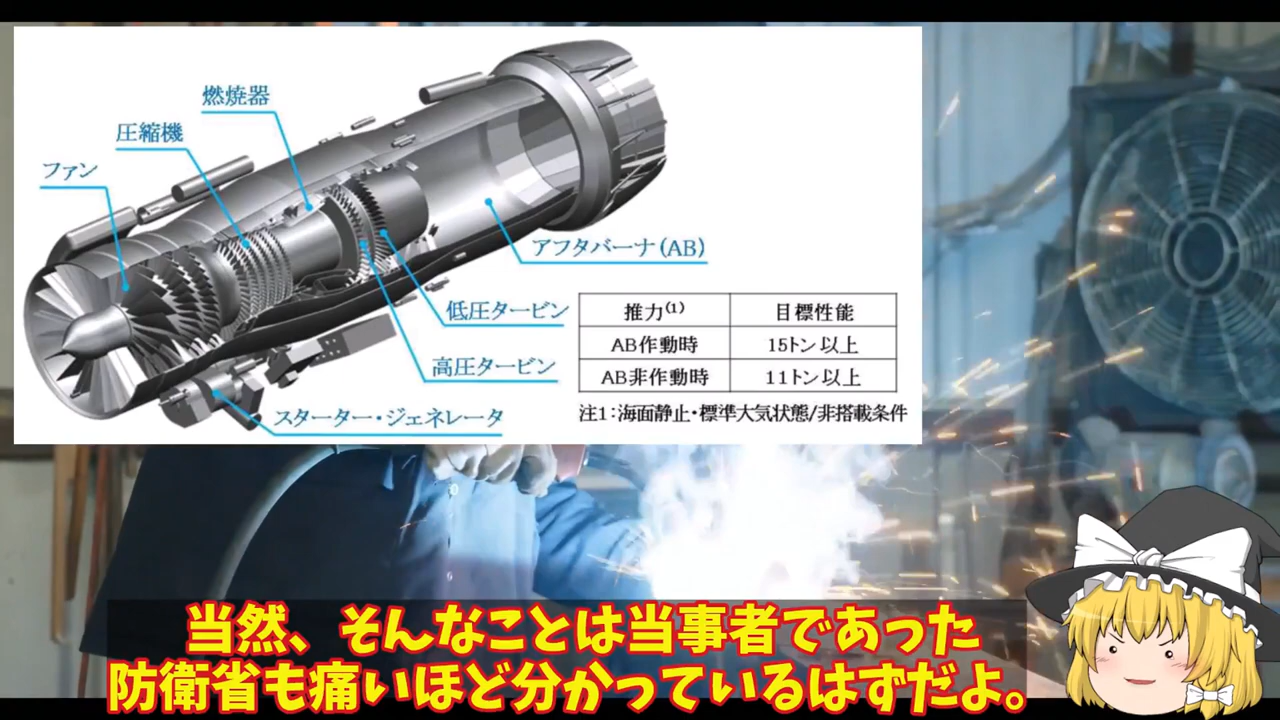 燃焼器
圧縮機
ファン
アフタバーナ(AB)
低圧タービン
高圧タービン
スターター・ジェネレータ
推力(1) 目標性能
AB作動時 15トン以上
AB非作動時 11トン以上
注1:海面静止・標準大気状態/非搭載条件
当然、そんなことは当事者であった
防衛省も痛いほど分かっているはずだよ。